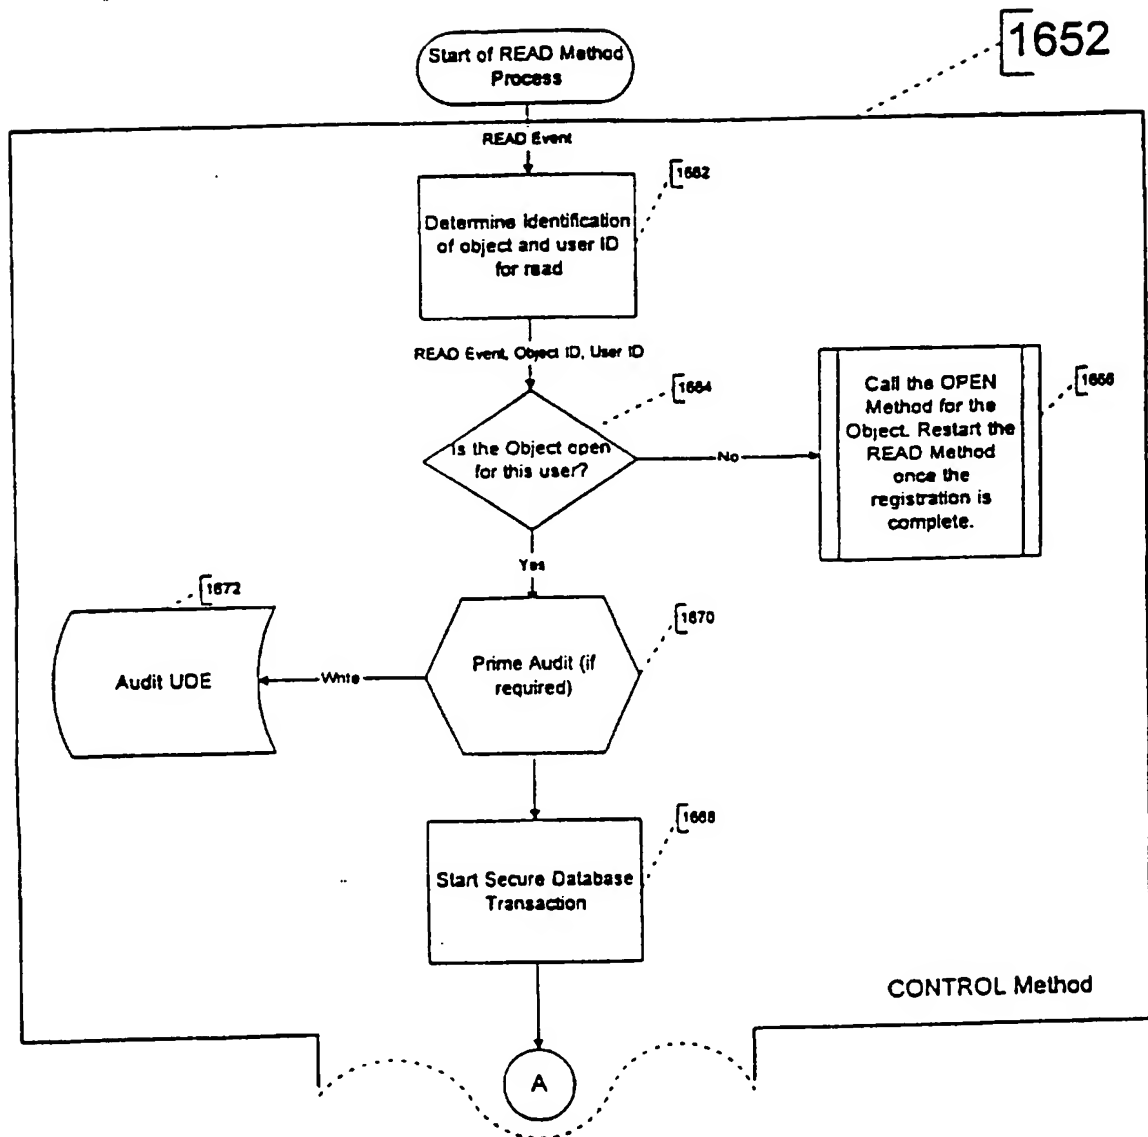 1652
Start of READ Method
Process
READ Event
1662
Determine Identification
of object and user ID
for read
READ Event, Object ID, User ID
1664
Is the Object open
for this user?
No
Call the OPEN
Method for the
Object. Restart the
READ Method
once the
registration is
complete.
1666
Yes
1672
Audit UDE
Write
Prime Audit (if
required)
1670
1668
Start Secure Database
Transaction
CONTROL Method
A